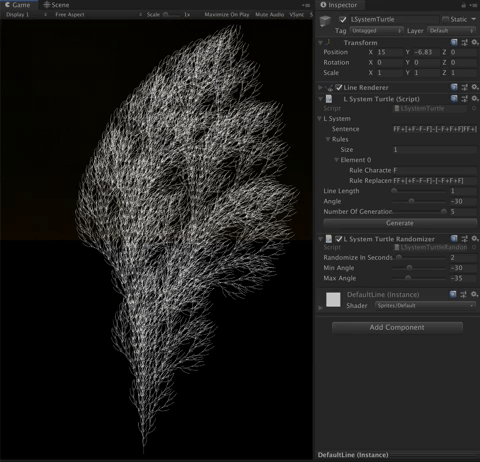 Game
Scene
Display 1
Free Aspect
Scale
1x
Maximize On Play
Mute Audio
VSync
Inspector
LSystemTurtle
Static
Tag
Untagged
Layer
Default
Transform
Position
X 15
Y -6.83
Z 0
Rotation
X 0
Y 0
Z 0
Scale
X 1
Y 1
Z 1
Line Renderer
L System Turtle (Script)
Script
LSystemTurtle
L System
Sentence
FF+[+F-F-F]-[-F+F+F]FF+[
Rules
Size
1
Element 0
Rule Characte
F
Rule Replacem
FF+[+F-F-F]-[-F+F+F]
Line Length
1
Angle
-30
Number Of Generation
5
Generate
L System Turtle Randomizer
Script
LSystemTurtleRandon
Randomize In Seconds
2
Min Angle
-30
Max Angle
-35
DefaultLine (Instance)
Shader
Sprites/Default
Add Component
DefaultLine (Instance)